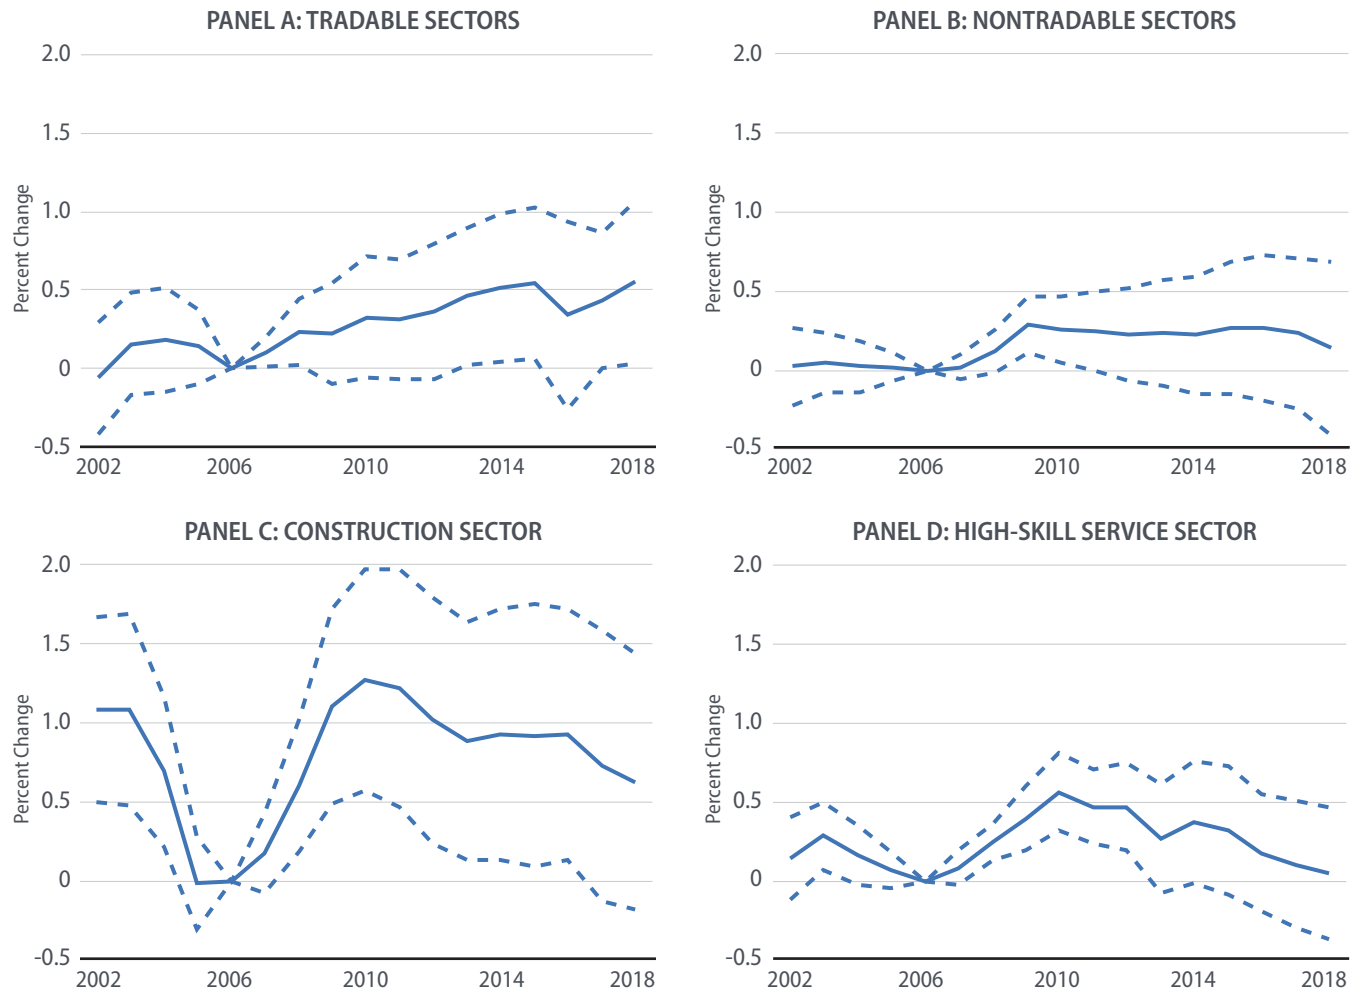 PANEL A: TRADABLE SECTORS
Percent Change
2.0
1.5
1.0
0.5
0
-0.5
2002 2006 2010 2014 2018
PANEL B: NONTRADABLE SECTORS
Percent Change
2.0
1.5
1.0
0.5
0
-0.5
2002 2006 2010 2014 2018
PANEL C: CONSTRUCTION SECTOR
Percent Change
2.0
1.5
1.0
0.5
0
-0.5
2002 2006 2010 2014 2018
PANEL D: HIGH-SKILL SERVICE SECTOR
Percent Change
2.0
1.5
1.0
0.5
0
-0.5
2002 2006 2010 2014 2018